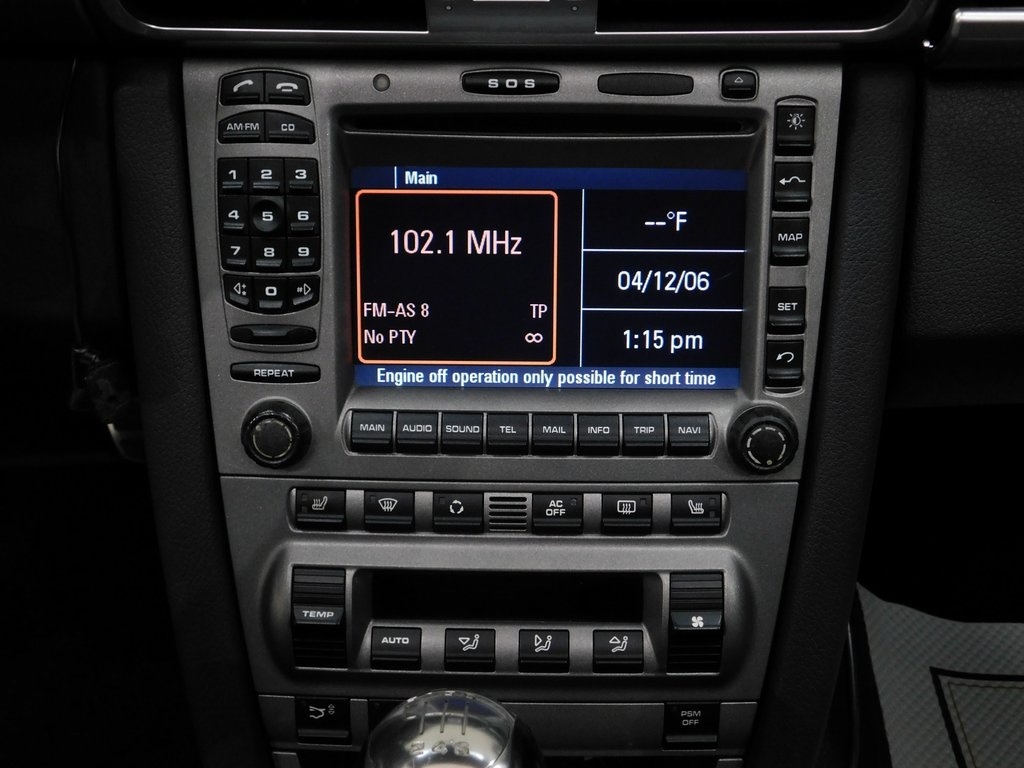 SOS
AM FM CD
1 2 3
4 5 6
7 8 9
* 0 #
REPEAT
Main
102.1 MHz
FM-AS 8 TP
No PTY ∞
--°F
04/12/06
1:15 pm
Engine off operation only possible for short time
MAP
SET
MAIN AUDIO SOUND TEL MAIL INFO TRIP NAVI
AC
OFF
TEMP
AUTO
PSM
OFF